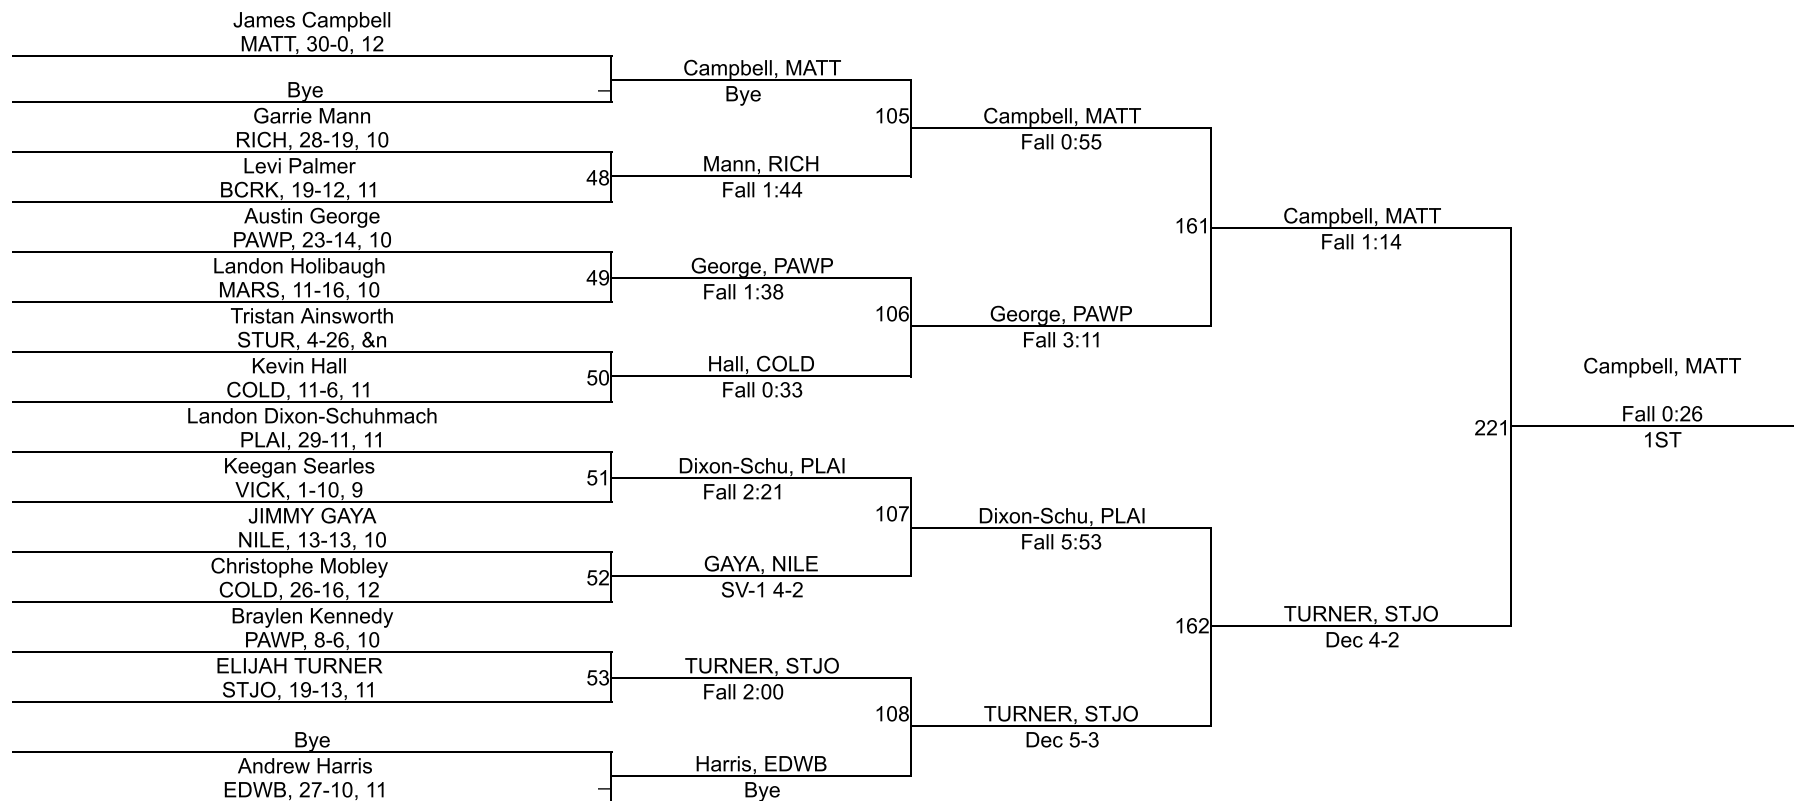 James Campbell
MATT, 30-0, 12
Bye
Garrie Mann
RICH, 28-19, 10
Levi Palmer
BCRK, 19-12, 11
Austin George
PAWP, 23-14, 10
Landon Holibaugh
MARS, 11-16, 10
Tristan Ainsworth
STUR, 4-26, &n
Kevin Hall
COLD, 11-6, 11
Landon Dixon-Schuhmach
PLAI, 29-11, 11
Keegan Searles
VICK, 1-10, 9
JIMMY GAYA
NILE, 13-13, 10
Christophe Mobley
COLD, 26-16, 12
Braylen Kennedy
PAWP, 8-6, 10
ELIJAH TURNER
STJO, 19-13, 11
Bye
Andrew Harris
EDWB, 27-10, 11
48
49
50
51
52
53
Campbell, MATT
Bye
Mann, RICH
Fall 1:44
George, PAWP
Fall 1:38
Hall, COLD
Fall 0:33
Dixon-Schu, PLAI
Fall 2:21
GAYA, NILE
SV-1 4-2
TURNER, STJO
Fall 2:00
Harris, EDWB
Bye
105
106
107
108
Campbell, MATT
Fall 0:55
George, PAWP
Fall 3:11
Dixon-Schu, PLAI
Fall 5:53
TURNER, STJO
Dec 5-3
161
162
Campbell, MATT
Fall 1:14
TURNER, STJO
Dec 4-2
221
Campbell, MATT
Fall 0:26
1ST